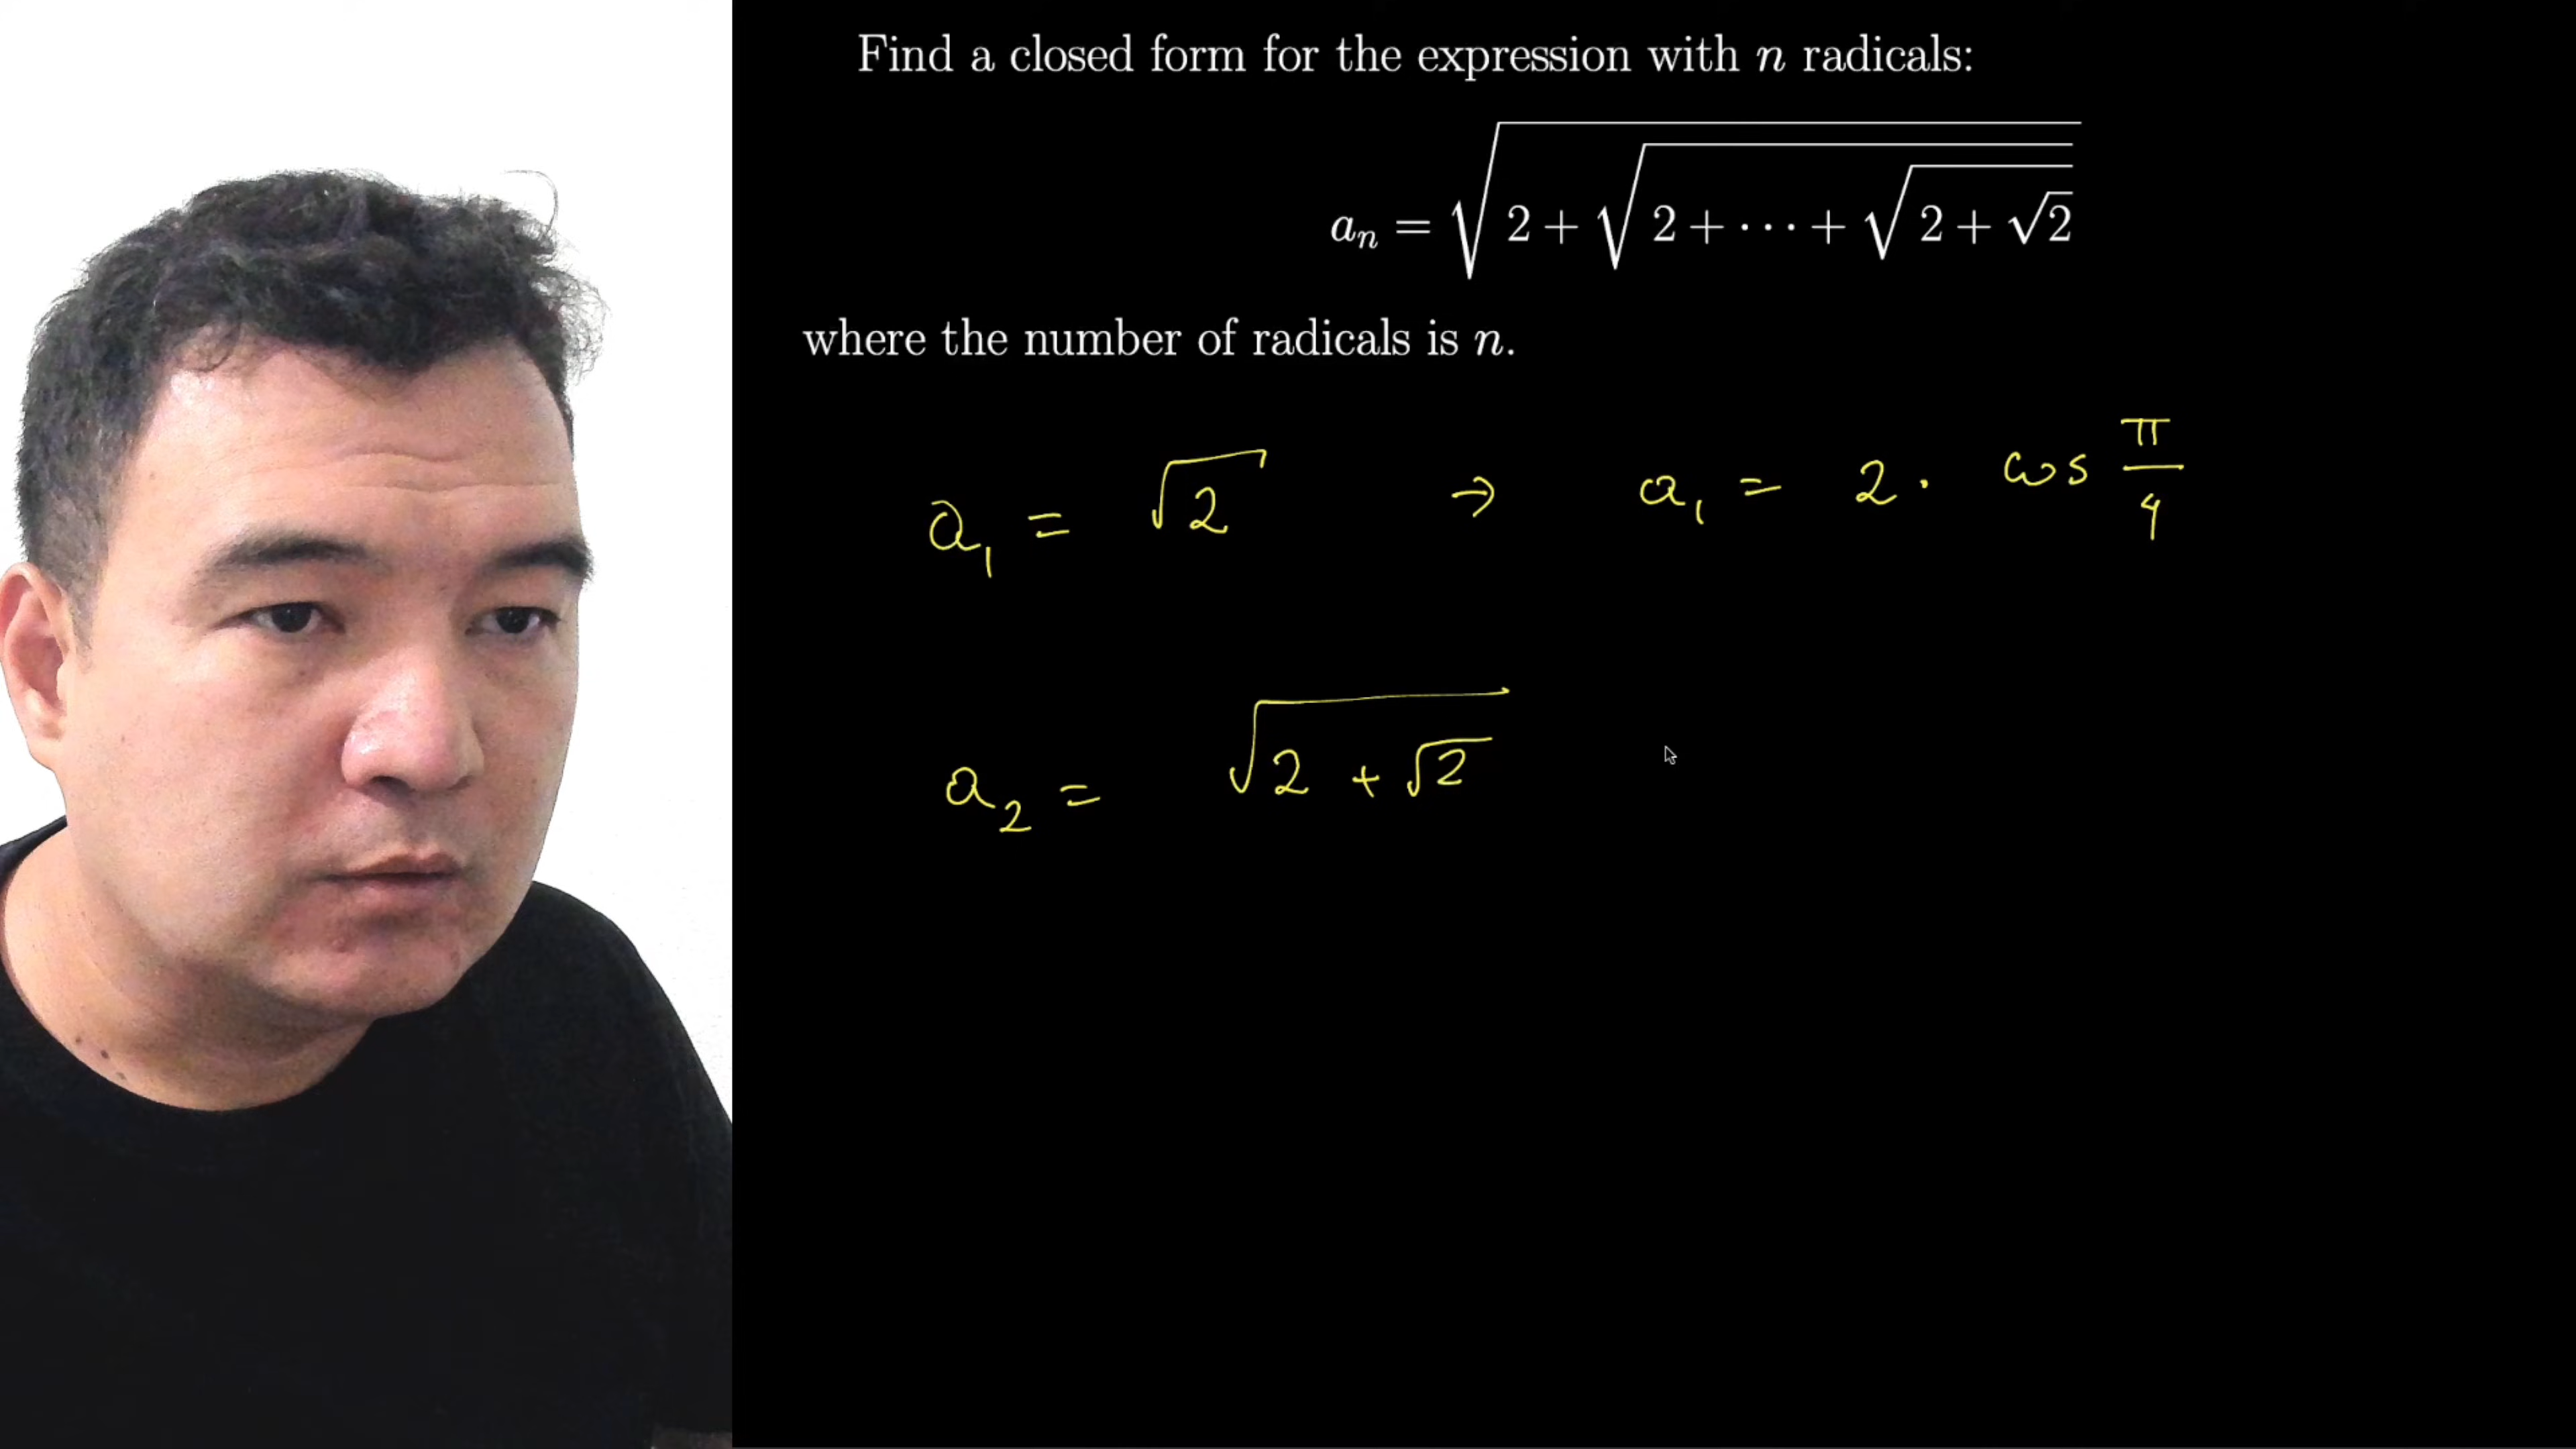 Find a closed form for the expression with n radicals:
aₙ = √(2 + √(2 + ··· + √(2 + √2)))
where the number of radicals is n.
a₁ = √2 → a₁ = 2 · cos π/4
a₂ = √(2 + √2)